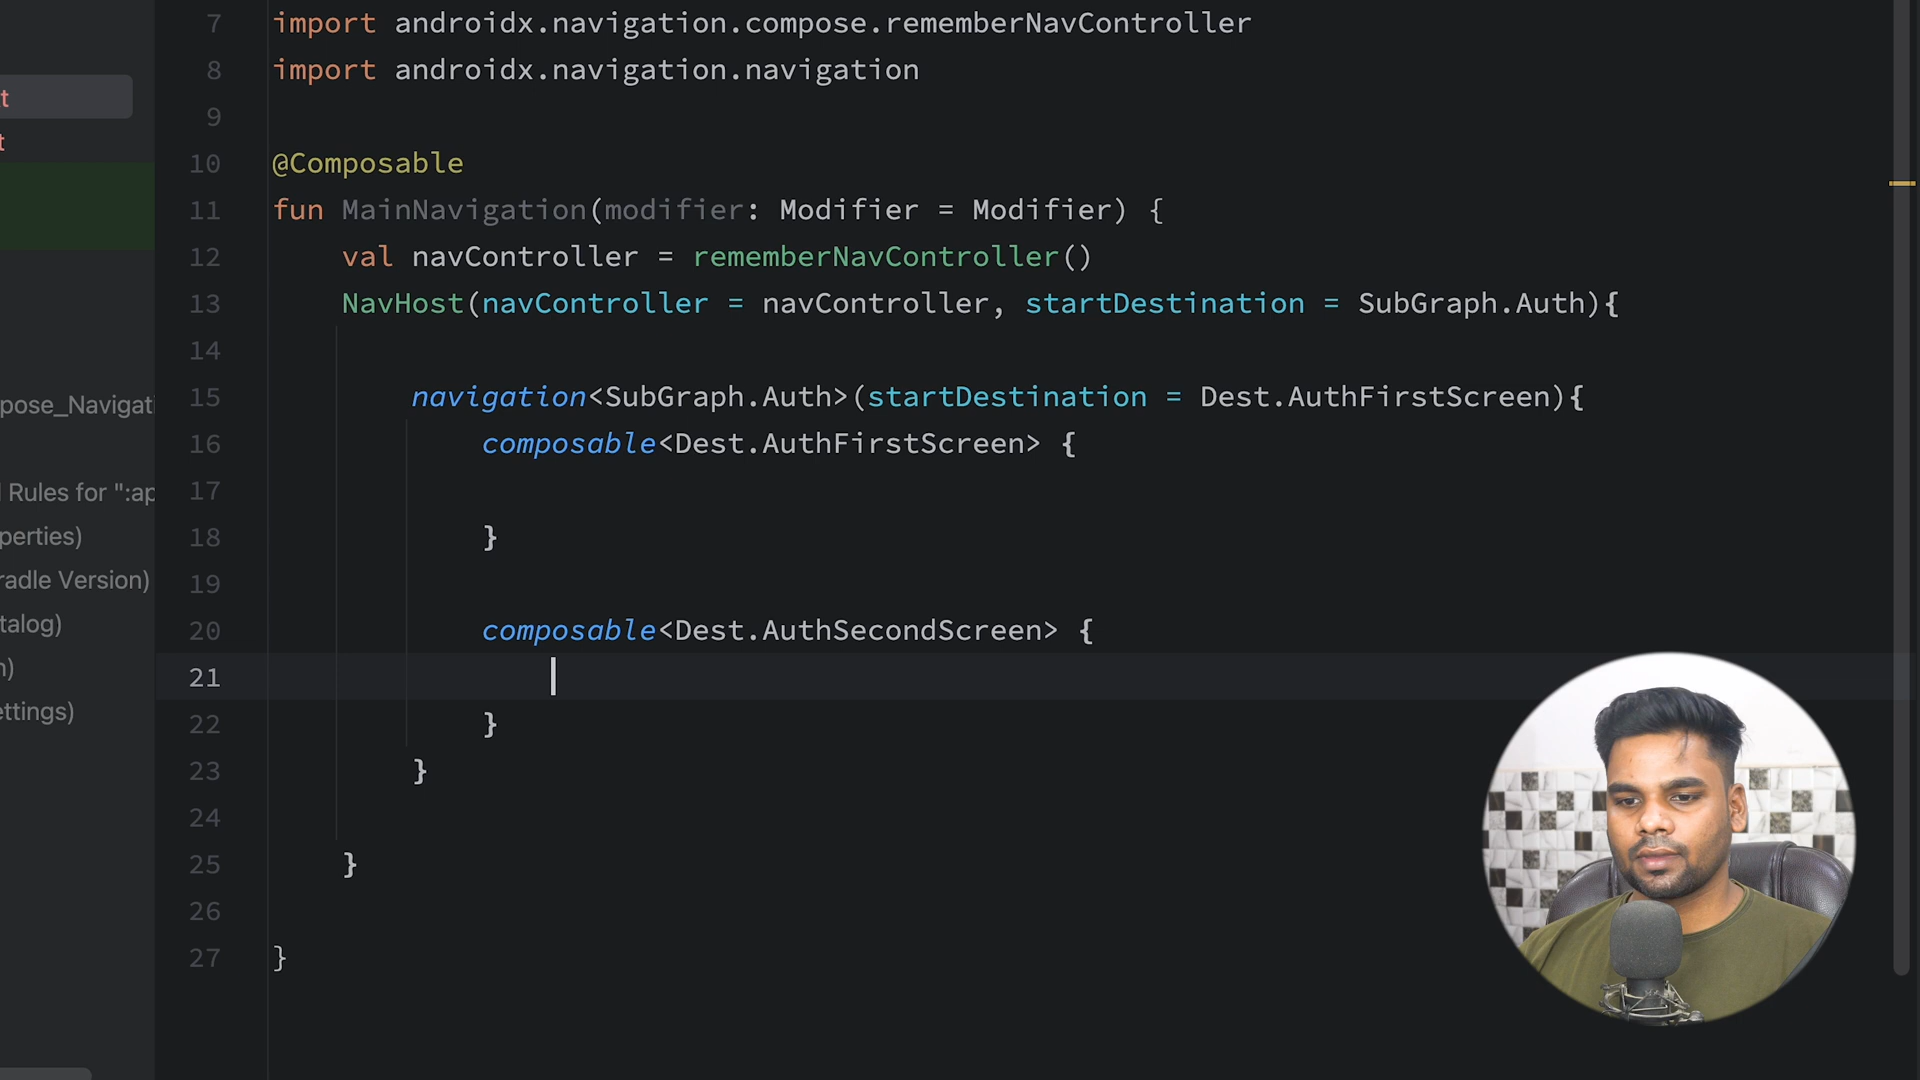 7 import androidx.navigation.compose.rememberNavController
8 import androidx.navigation.navigation
t
9
t
10 @Composable
11 fun MainNavigation(modifier: Modifier = Modifier) {
12 val navController = rememberNavController()
13 NavHost(navController = navController, startDestination = SubGraph.Auth){
14
15 navigation<SubGraph.Auth>(startDestination = Dest.AuthFirstScreen){
pose_Navigati
16 composable<Dest.AuthFirstScreen> {
Rules for ":ap
17
perties)
18 }
radle Version)
19
talog)
20 composable<Dest.AuthSecondScreen> {
n)
21
ettings)
22 }
23 }
24
25 }
26
27 }